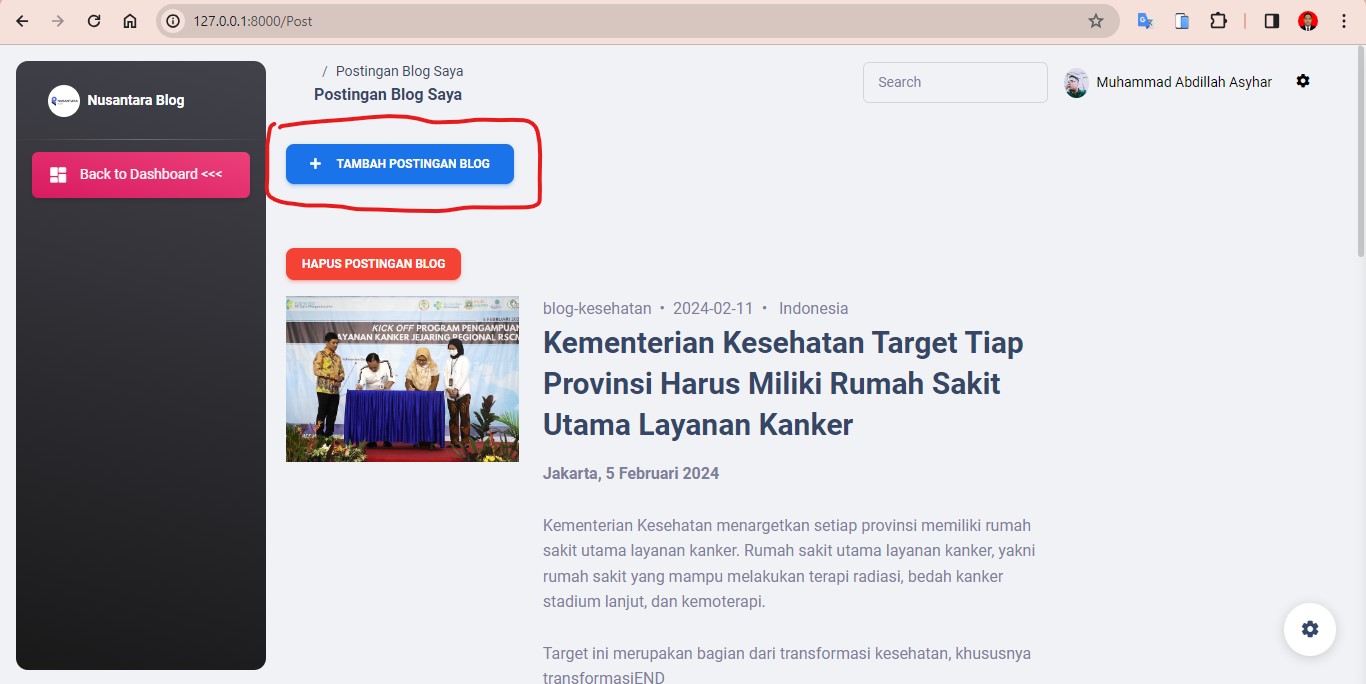 127.0.0.1:8000/Post
NUSANTARA
Nusantara Blog
Back to Dashboard <<<
/ Postingan Blog Saya
Postingan Blog Saya
Search
Muhammad Abdillah Asyhar
+ TAMBAH POSTINGAN BLOG
HAPUS POSTINGAN BLOG
KICK OFF PROGRAM PENGAMPUAN
LAYANAN KANKER JEJARING REGIONAL RSCM
blog-kesehatan • 2024-02-11 • Indonesia
Kementerian Kesehatan Target Tiap
Provinsi Harus Miliki Rumah Sakit
Utama Layanan Kanker
Jakarta, 5 Februari 2024
Kementerian Kesehatan menargetkan setiap provinsi memiliki rumah
sakit utama layanan kanker. Rumah sakit utama layanan kanker, yakni
rumah sakit yang mampu melakukan terapi radiasi, bedah kanker
stadium lanjut, dan kemoterapi.
Target ini merupakan bagian dari transformasi kesehatan, khususnya
transformasiEND